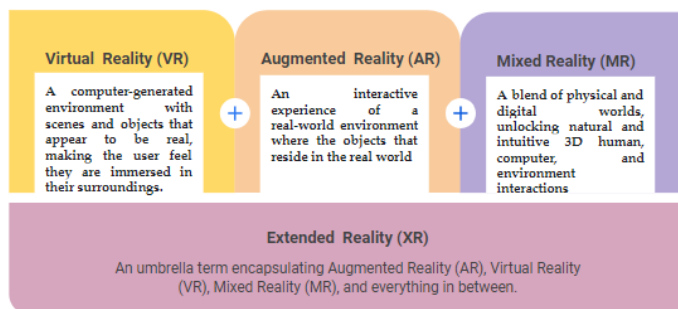 Virtual Reality (VR)
A computer-generated
environment with
scenes and objects that
appear to be real,
making the user feel
they are immersed in
their surroundings.
+
Augmented Reality (AR)
An interactive
experience of a
real-world environment
where the objects that
reside in the real world
+
Mixed Reality (MR)
A blend of physical and
digital worlds,
unlocking natural and
intuitive 3D human,
computer, and
environment
interactions
Extended Reality (XR)
An umbrella term encapsulating Augmented Reality (AR), Virtual Reality
(VR), Mixed Reality (MR), and everything in between.